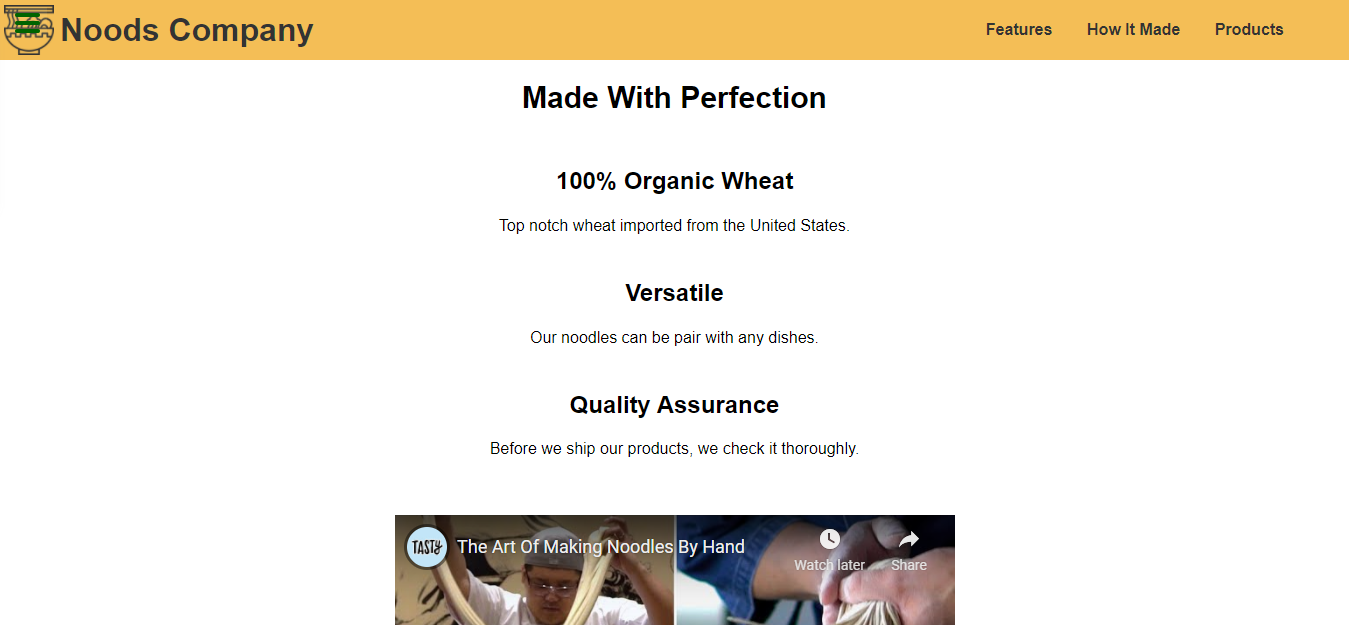 Noods Company
Features
How It Made
Products
Made With Perfection
100% Organic Wheat
Top notch wheat imported from the United States.
Versatile
Our noodles can be pair with any dishes.
Quality Assurance
Before we ship our products, we check it thoroughly.
TASTY
The Art Of Making Noodles By Hand
Watch later
Share